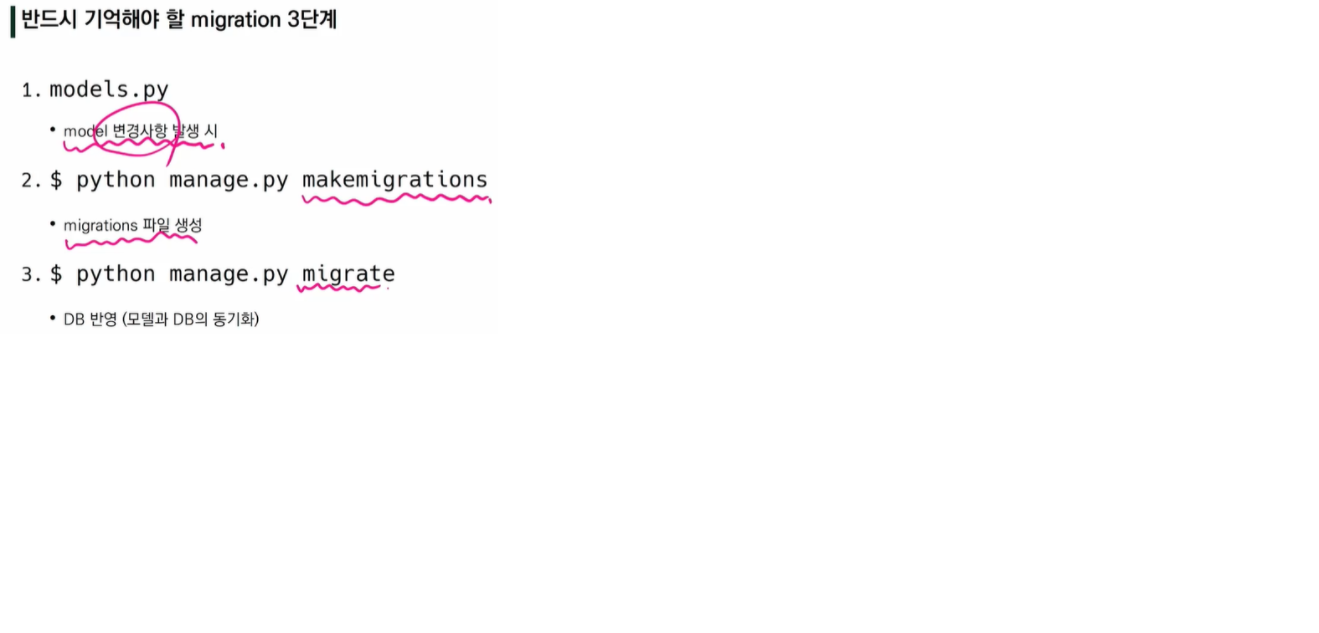 반드시 기억해야 할 migration 3단계
1. models.py
• model 변경사항 발생 시
2. $ python manage.py makemigrations
• migrations 파일 생성
3. $ python manage.py migrate
• DB 반영 (모델과 DB의 동기화)